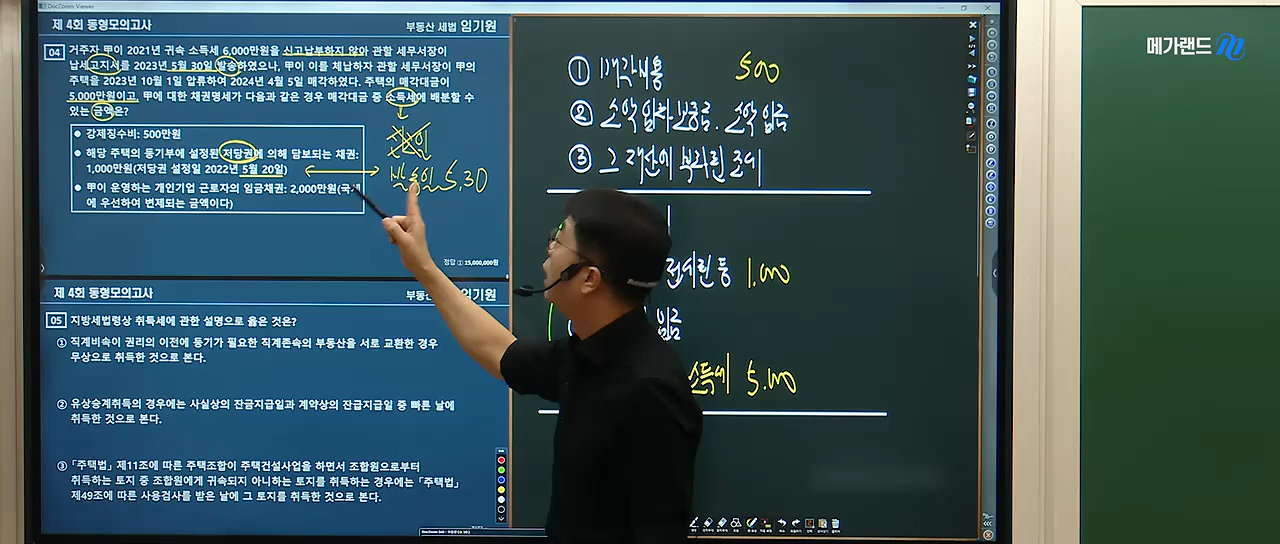 DocZoom Viewer
제 4회 동형모의고사
부동산 세법 임기원
04 거주자 甲이 2021년 귀속 소득세 6,000만원을 신고납부하지 않아 관할 세무서장이
납세고지서를 2023년 5월 30일 발송하였으나, 甲이 이를 체납하자 관할 세무서장이 甲의
주택을 2023년 10월 1일 압류하여 2024년 4월 5일 매각하였다. 주택의 매각대금이
5,000만원이고, 甲에 대한 채권명세가 다음과 같은 경우 매각대금 중 소득세에 배분할 수
있는 금액은?
● 강제징수비: 500만원
● 해당 주택의 등기부에 설정된 저당권에 의해 담보되는 채권:
1,000만원(저당권 설정일 2022년 5월 20일)
● 甲이 운영하는 개인기업 근로자의 임금채권: 2,000만원(국세
에 우선하여 변제되는 금액이다)
발송일 5.30
정답 ① 15,000,000원
제 4회 동형모의고사
부동산 임기원
05 지방세법령상 취득세에 관한 설명으로 옳은 것은?
① 직계비속이 권리의 이전에 등기가 필요한 직계존속의 부동산을 서로 교환한 경우
무상으로 취득한 것으로 본다.
② 유상승계취득의 경우에는 사실상의 잔금지급일과 계약상의 잔급지급일 중 빠른 날에
취득한 것으로 본다.
③ 「주택법」 제11조에 따른 주택조합이 주택건설사업을 하면서 조합원으로부터
취득하는 토지 중 조합원에게 귀속되지 아니하는 토지를 취득하는 경우에는 「주택법」
제49조에 따른 사용검사를 받은 날에 그 토지를 취득한 것으로 본다.
① 매각비용 500
② 소액임차보증금. 소액임금
③ 그 재산에 부과된 조세
등 1.000
임금
소득세 5.000
메가랜드